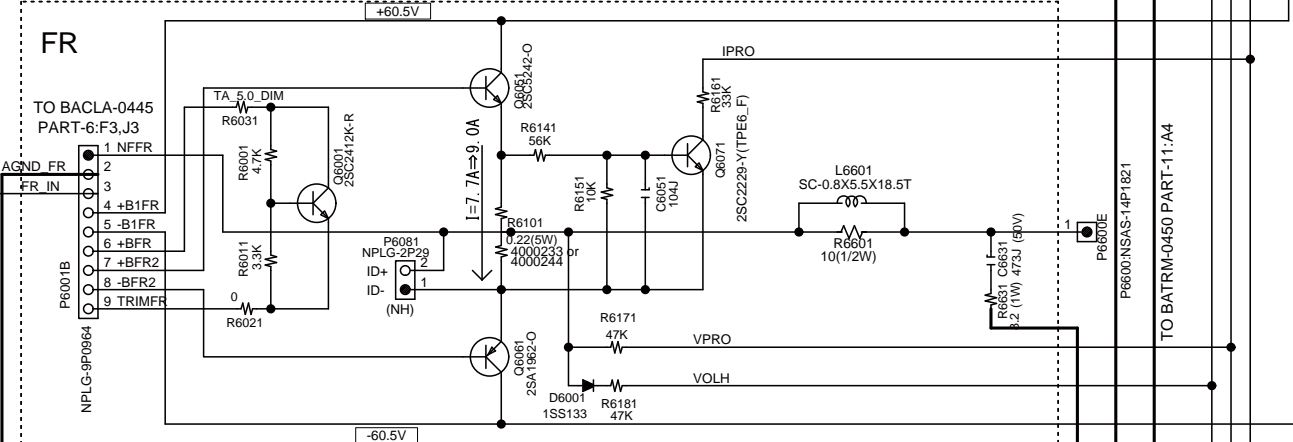 +60.5V
FR
TO BACLA-0445
PART-6:F3,J3
1 NFFR
AGND_FR
2
FR_IN
3
4 +B1FR
5 -B1FR
6 +BFR
7 +BFR2
8 -BFR2
9 TRIMFR
P6001B
NPLG-9P0964
TA_5.0_DIM
R6031
R6001
4.7K
Q6001
2SC2412K-R
R6011
3.3K
0
R6021
P6081
NPLG-2P29
ID+
2
ID-
1
(NH)
Q6051
2SC5242-O
I=7.7A⇒9.0A
R6101
0.22(5W)
4000233 or
4000244
Q6061
2SA1962-O
R6141
56K
R6151
10K
C6051
104J
IPRO
R6161
33K
Q6071
2SC2229-Y(TPE6_F)
R6171
47K
VPRO
VOLH
D6001
1SS133
R6181
47K
L6601
SC-0.8X5.5X18.5T
R6601
10(1/2W)
C6631
473J (50V)
R6631
8.2 (1W)
1
P6600E
P6600:NSAS-14P1821
TO BATRM-0450 PART-11:A4
-60.5V